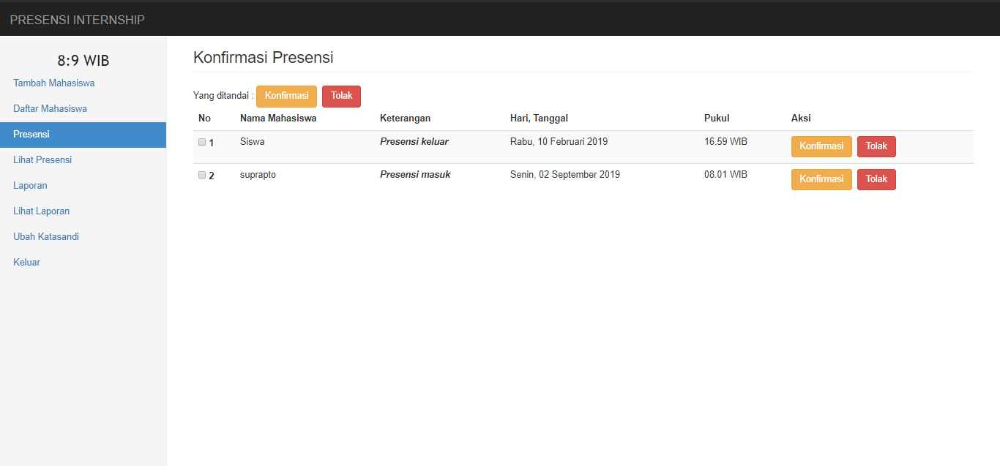 PRESENSI INTERNSHIP
8:9 WIB
Tambah Mahasiswa
Daftar Mahasiswa
Presensi
Lihat Presensi
Laporan
Lihat Laporan
Ubah Katasandi
Keluar
Konfirmasi Presensi
Yang ditandai : Konfirmasi Tolak
No Nama Mahasiswa Keterangan Hari, Tanggal Pukul Aksi
1 Siswa Presensi keluar Rabu, 10 Februari 2019 16.59 WIB Konfirmasi Tolak
2 suprapto Presensi masuk Senin, 02 September 2019 08.01 WIB Konfirmasi Tolak